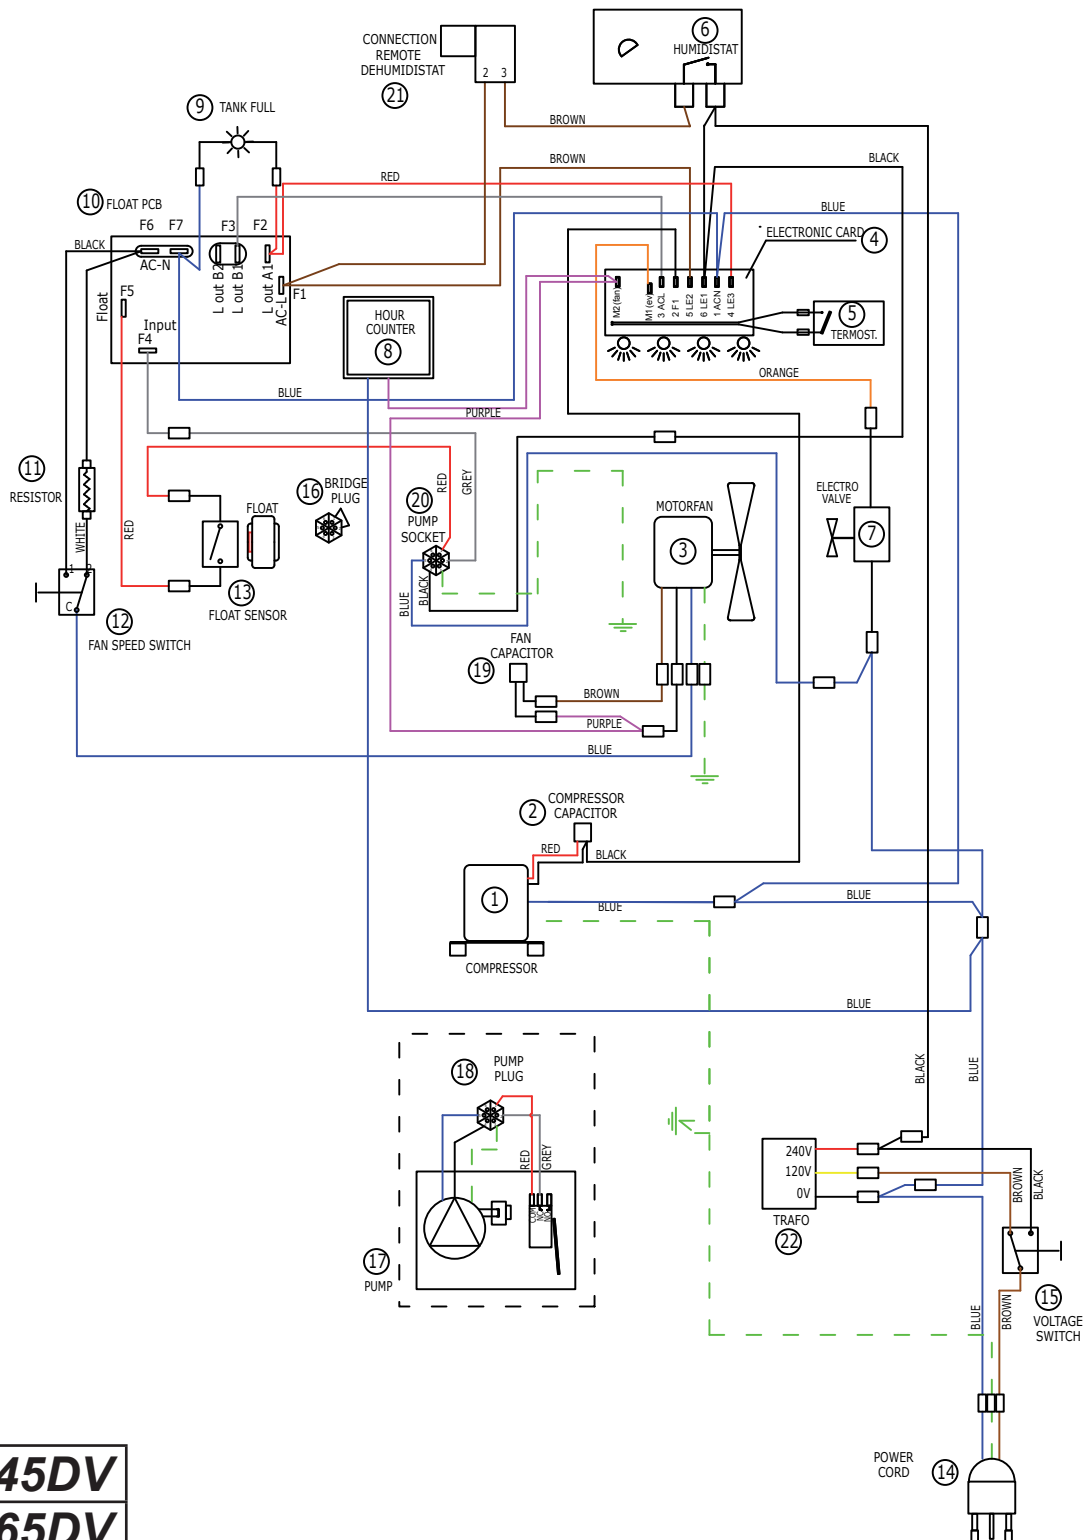 CONNECTION
REMOTE
DEHUMIDISTAT
21
2 3
6
HUMIDISTAT
9 TANK FULL
BROWN
BROWN
BLACK
RED
10 FLOAT PCB
F6 F7 F3 F2
BLUE
BLACK
ELECTRONIC CARD 4
AC-N
L out B2
L out B1
L out A1
AC-L
F1
Float
F5
Input
F4
M2(fan)
M1(ev)
3 ACL
2 F1
5 LE2
6 LE1
1 ACN
4 LE3
HOUR
COUNTER
8
5
TERMOST.
ORANGE
BLUE
PURPLE
11
RESISTOR
RED
GREY
16 BRIDGE
PLUG
20
PUMP
SOCKET
FLOAT
MOTORFAN
3
ELECTRO
VALVE
7
WHITE
RED
1 2
C
13
FLOAT SENSOR
BLUE
BLACK
12
FAN SPEED SWITCH
FAN
CAPACITOR
19
BROWN
PURPLE
BLUE
2
COMPRESSOR
CAPACITOR
RED
BLACK
1
BLUE
BLUE
COMPRESSOR
BLUE
18
PUMP
PLUG
BLACK
BLUE
RED
GREY
240V
120V
0V
TRAFO
22
BROWN
BLACK
COM
NC
NO
17
PUMP
15
VOLTAGE
SWITCH
BLUE
BROWN
POWER
CORD
14
45DV
65DV